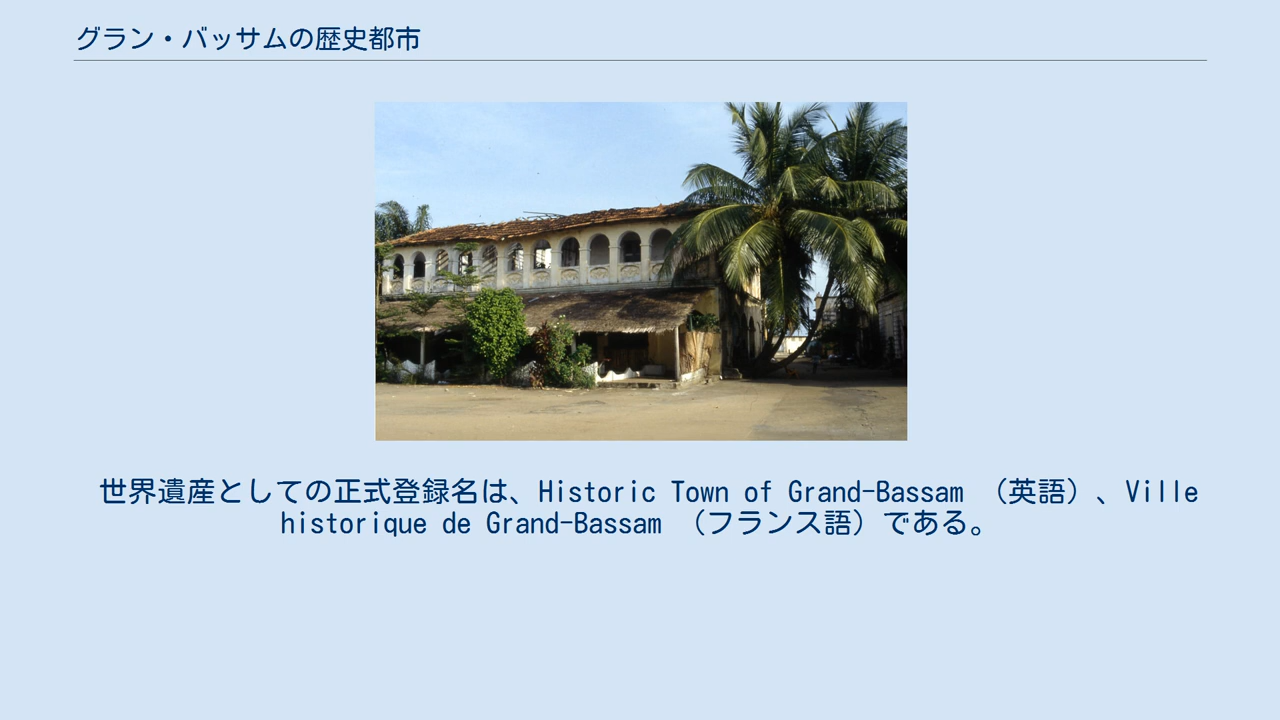 グラン・バッサムの歴史都市
世界遺産としての正式登録名は、Historic Town of Grand-Bassam （英語）、Ville
historique de Grand-Bassam （フランス語）である。